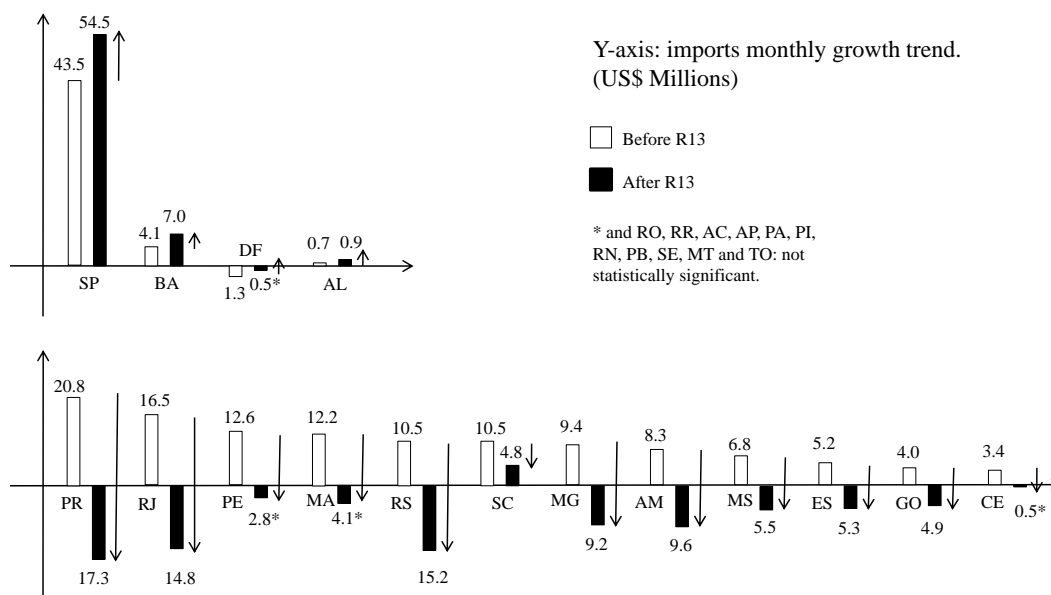 54.5
43.5
7.0
4.1
DF
0.7 0.9
SP BA 1.3 0.5* AL
Y-axis: imports monthly growth trend.
(US$ Millions)
Before R13
After R13
* and RO, RR, AC, AP, PA, PI,
RN, PB, SE, MT and TO: not
statistically significant.
20.8 16.5 12.6 12.2 10.5 10.5 9.4 8.3 6.8 5.2 4.0 3.4
4.8
PR RJ PE MA RS SC MG AM MS ES GO CE
2.8* 4.1* 5.5 5.3 4.9 0.5*
9.2 9.6
17.3 14.8 15.2